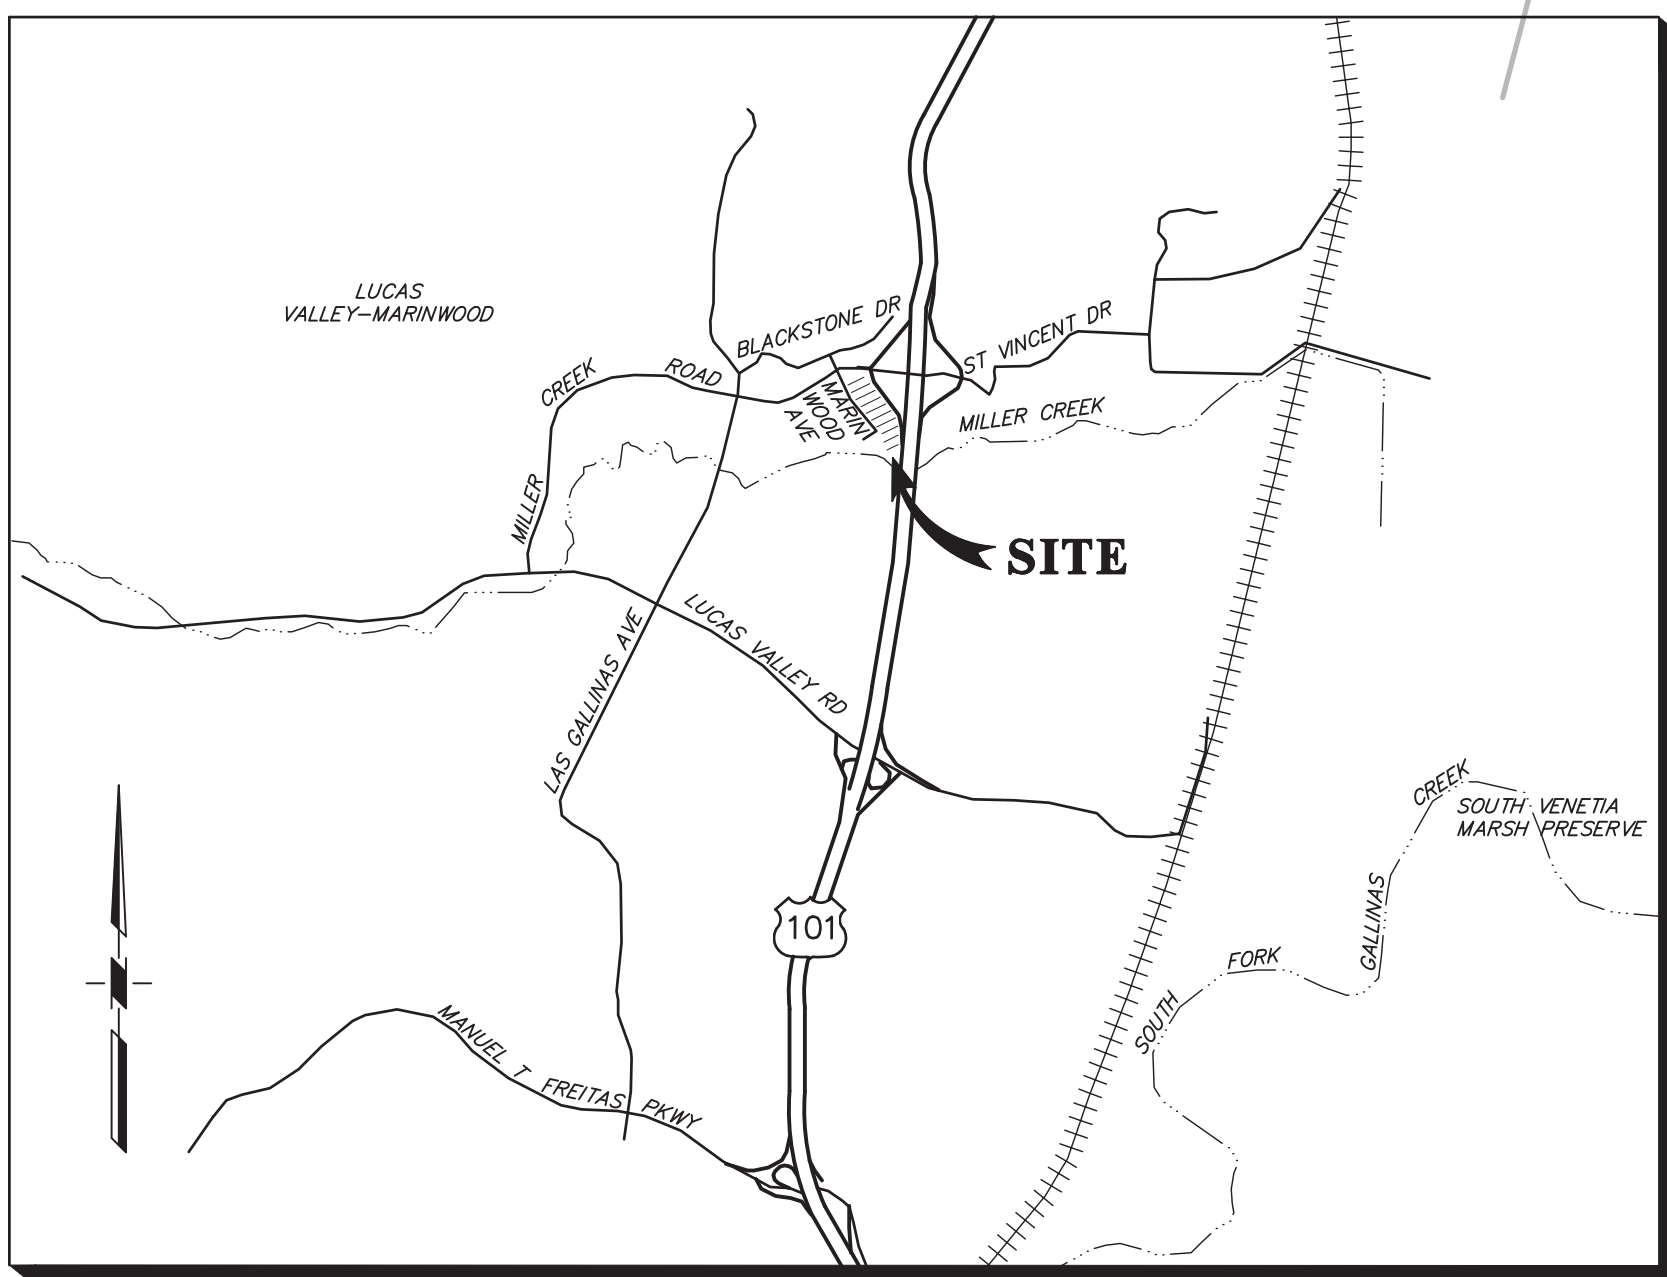 LUCAS
VALLEY-MARINWOOD
BLACKSTONE DR
ST VINCENT DR
CREEK
ROAD
MARIN
WOOD
AVE
MILLER CREEK
MILLER
SITE
LAS GALLINAS AVE
LUCAS VALLEY RD
CREEK
SOUTH VENETIA
MARSH PRESERVE
GALLINAS
101
FORK
SOUTH
MANUEL T FREITAS PKWY